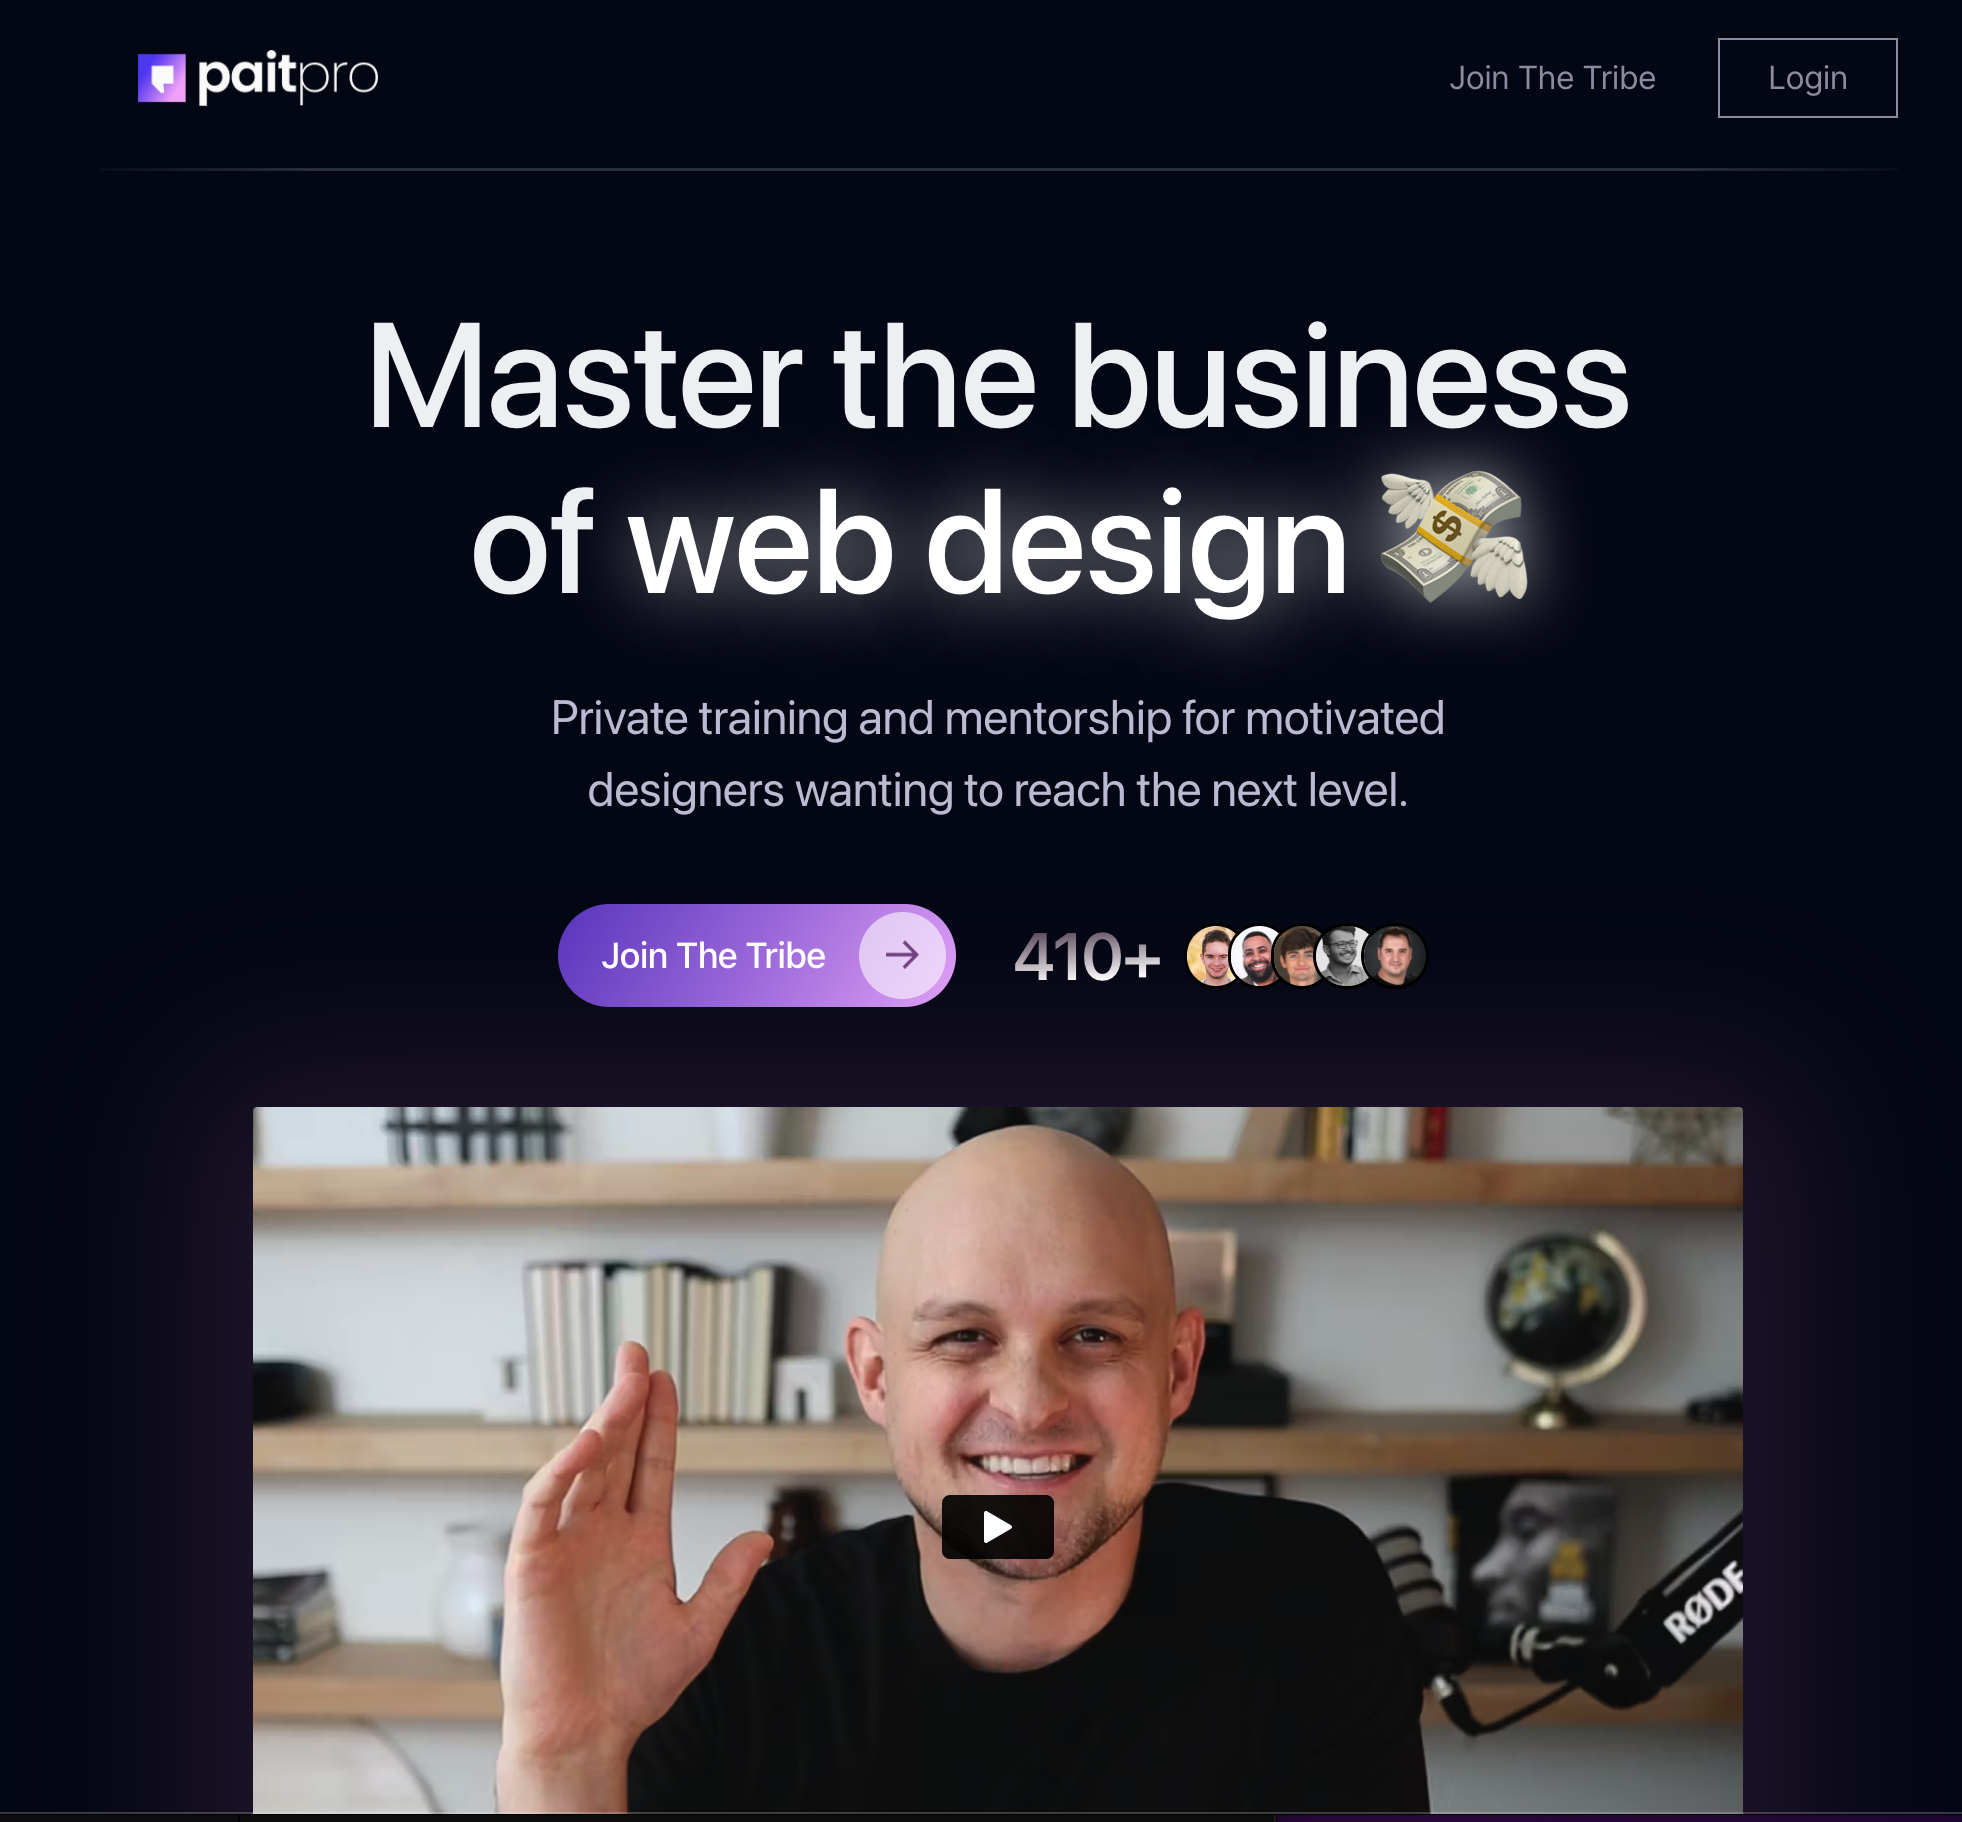 paitpro
Join The Tribe
Login
Master the business
of web design
Private training and mentorship for motivated
designers wanting to reach the next level.
Join The Tribe
410+
RØDE